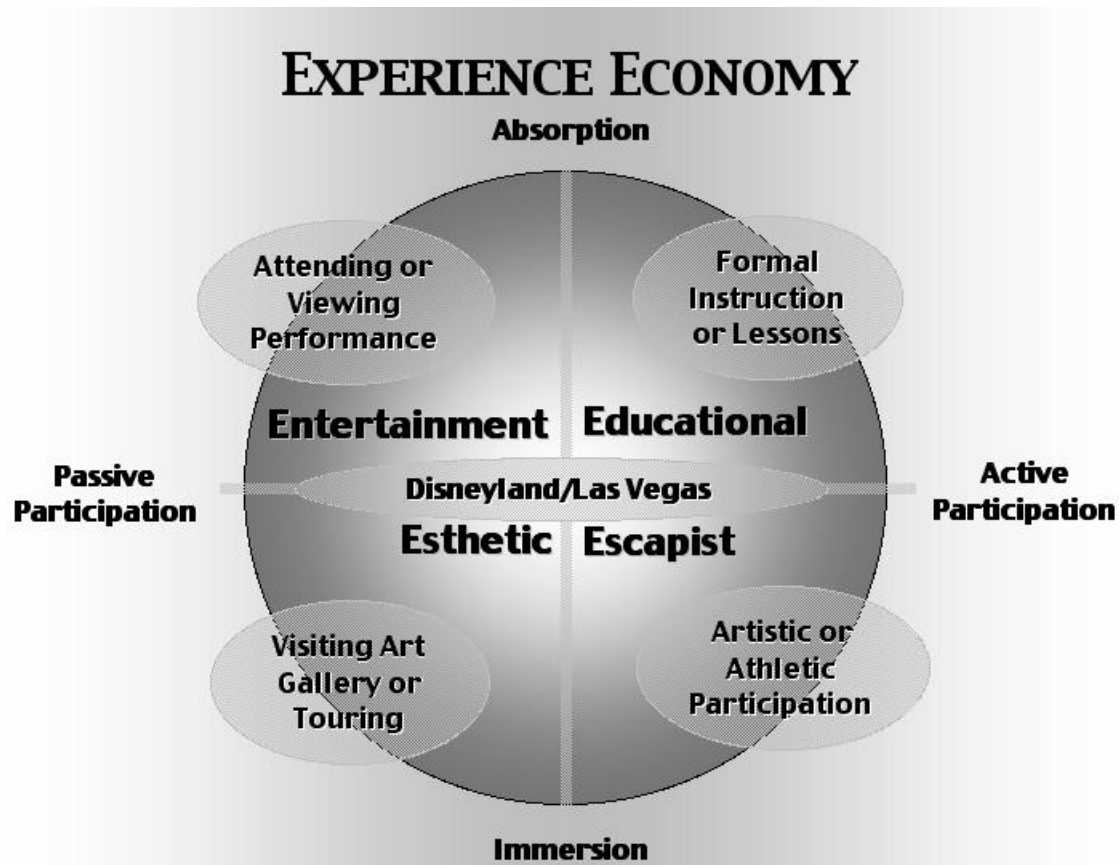 EXPERIENCE ECONOMY
Absorption
Attending or
Viewing
Performance
Formal
Instruction
or Lessons
Entertainment
Educational
Passive
Participation
Disneyland/Las Vegas
Active
Participation
Esthetic
Escapist
Visiting Art
Gallery or
Touring
Artistic or
Athletic
Participation
Immersion